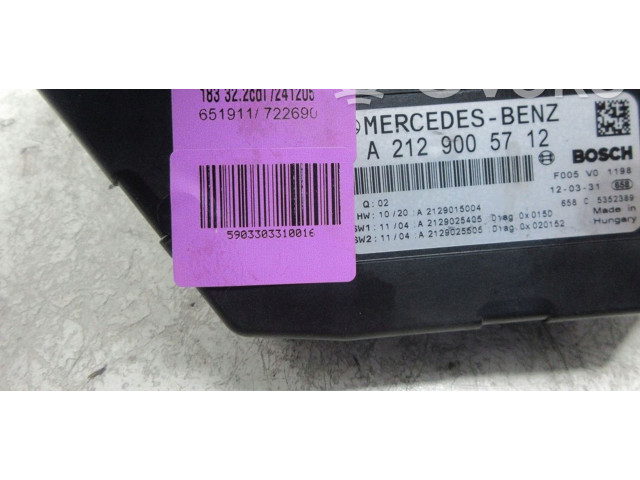 183 32.2cdi /241205
651911/ 722690
5903303310016
MERCEDES-BENZ
A 212 900 57 12
BOSCH
F005 V0 1198
12-03-31 658
Q: 02
658 C 5352389
HW: 10/20 :A 2129015004
Made in
SW1: 11/04 :A 2129025405 :Diag 0x015D
Hungary
SW2: 11/04 :A 2129025505 :Diag 0x020152